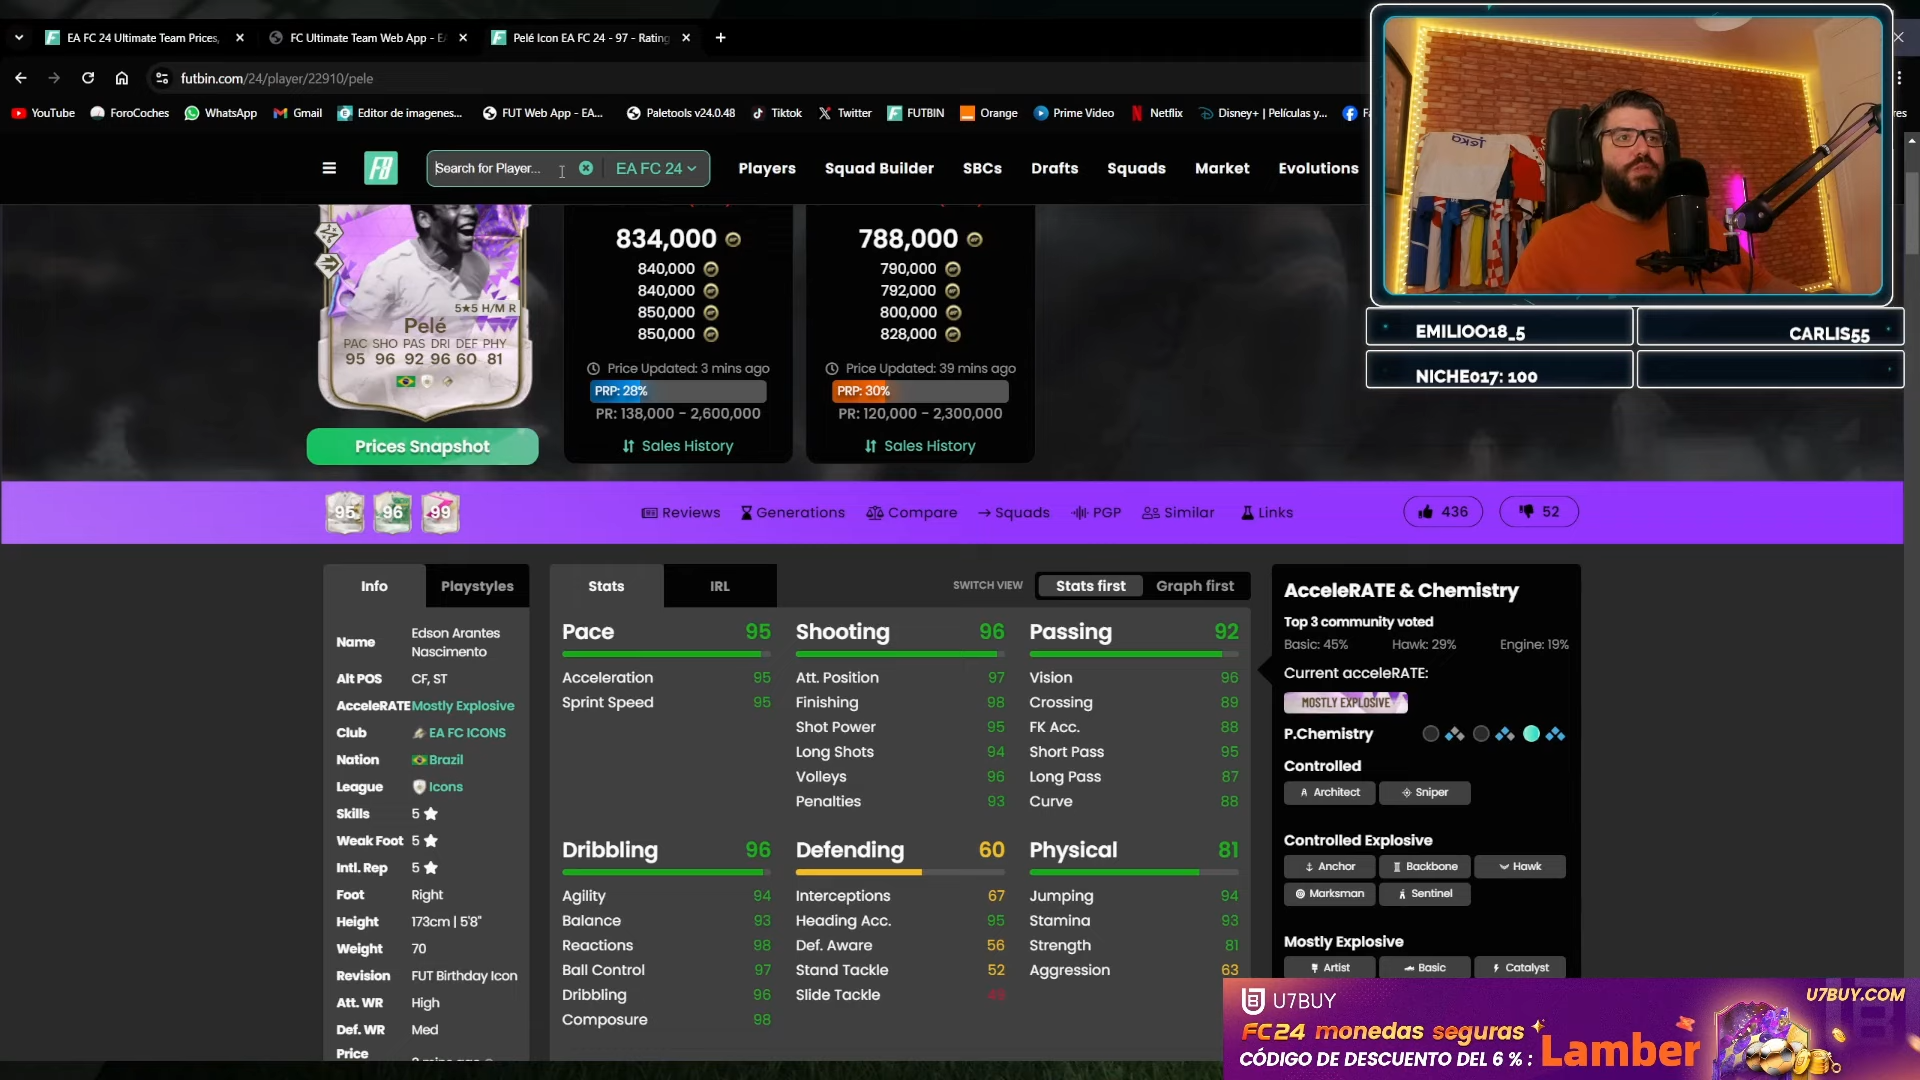 EA FC 24 Ultimate Team Prices,
FC Ultimate Team Web App - EA
Pelé Icon EA FC 24 - 97 - Rating
futbin.com/24/player/22910/pele
YouTube ForoCoches WhatsApp Gmail Editor de imagenes... FUT Web App - EA... Paletools v24.0.48 Tiktok Twitter FUTBIN Orange Prime Video Netflix Disney+ | Películas y...
FB Search for Player... EA FC 24 Players Squad Builder SBCs Drafts Squads Market Evolutions
Teka
5★5 H/M R
Pelé
PAC SHO PAS DRI DEF PHY
95 96 92 96 60 81
Prices Snapshot
834,000
840,000
840,000
850,000
850,000
Price Updated: 3 mins ago
PRP: 28%
PR: 138,000 - 2,600,000
Sales History
788,000
790,000
792,000
800,000
828,000
Price Updated: 39 mins ago
PRP: 30%
PR: 120,000 - 2,300,000
Sales History
EMILIOO18_5
CARLIS55
NICHE017: 100
95 96 99
Reviews Generations Compare Squads PGP Similar Links
436 52
Info Playstyles
Name Edson Arantes
Nascimento
Alt POS CF, ST
AcceleRATE Mostly Explosive
Club EA FC ICONS
Nation Brazil
League Icons
Skills 5 ★
Weak Foot 5 ★
Intl. Rep 5 ★
Foot Right
Height 173cm | 5'8"
Weight 70
Revision FUT Birthday Icon
Att. WR High
Def. WR Med
Price
Stats IRL
SWITCH VIEW Stats first Graph first
Pace 95
Acceleration 95
Sprint Speed 95
Shooting 96
Att. Position 97
Finishing 98
Shot Power 95
Long Shots 94
Volleys 96
Penalties 93
Passing 92
Vision 96
Crossing 89
FK Acc. 88
Short Pass 95
Long Pass 87
Curve 88
Dribbling 96
Agility 94
Balance 93
Reactions 98
Ball Control 97
Dribbling 96
Composure 98
Defending 60
Interceptions 67
Heading Acc. 95
Def. Aware 56
Stand Tackle 52
Slide Tackle
Physical 81
Jumping 94
Stamina 93
Strength 81
Aggression 63
AcceleRATE & Chemistry
Top 3 community voted
Basic: 45% Hawk: 29% Engine: 19%
Current acceleRATE:
MOSTLY EXPLOSIVE
P.Chemistry
Controlled
Architect Sniper
Controlled Explosive
Anchor Backbone Hawk
Marksman Sentinel
Mostly Explosive
Artist Basic Catalyst
U7BUY
U7BUY.COM
FC24 monedas seguras
CÓDIGO DE DESCUENTO DEL 6 % : Lamber